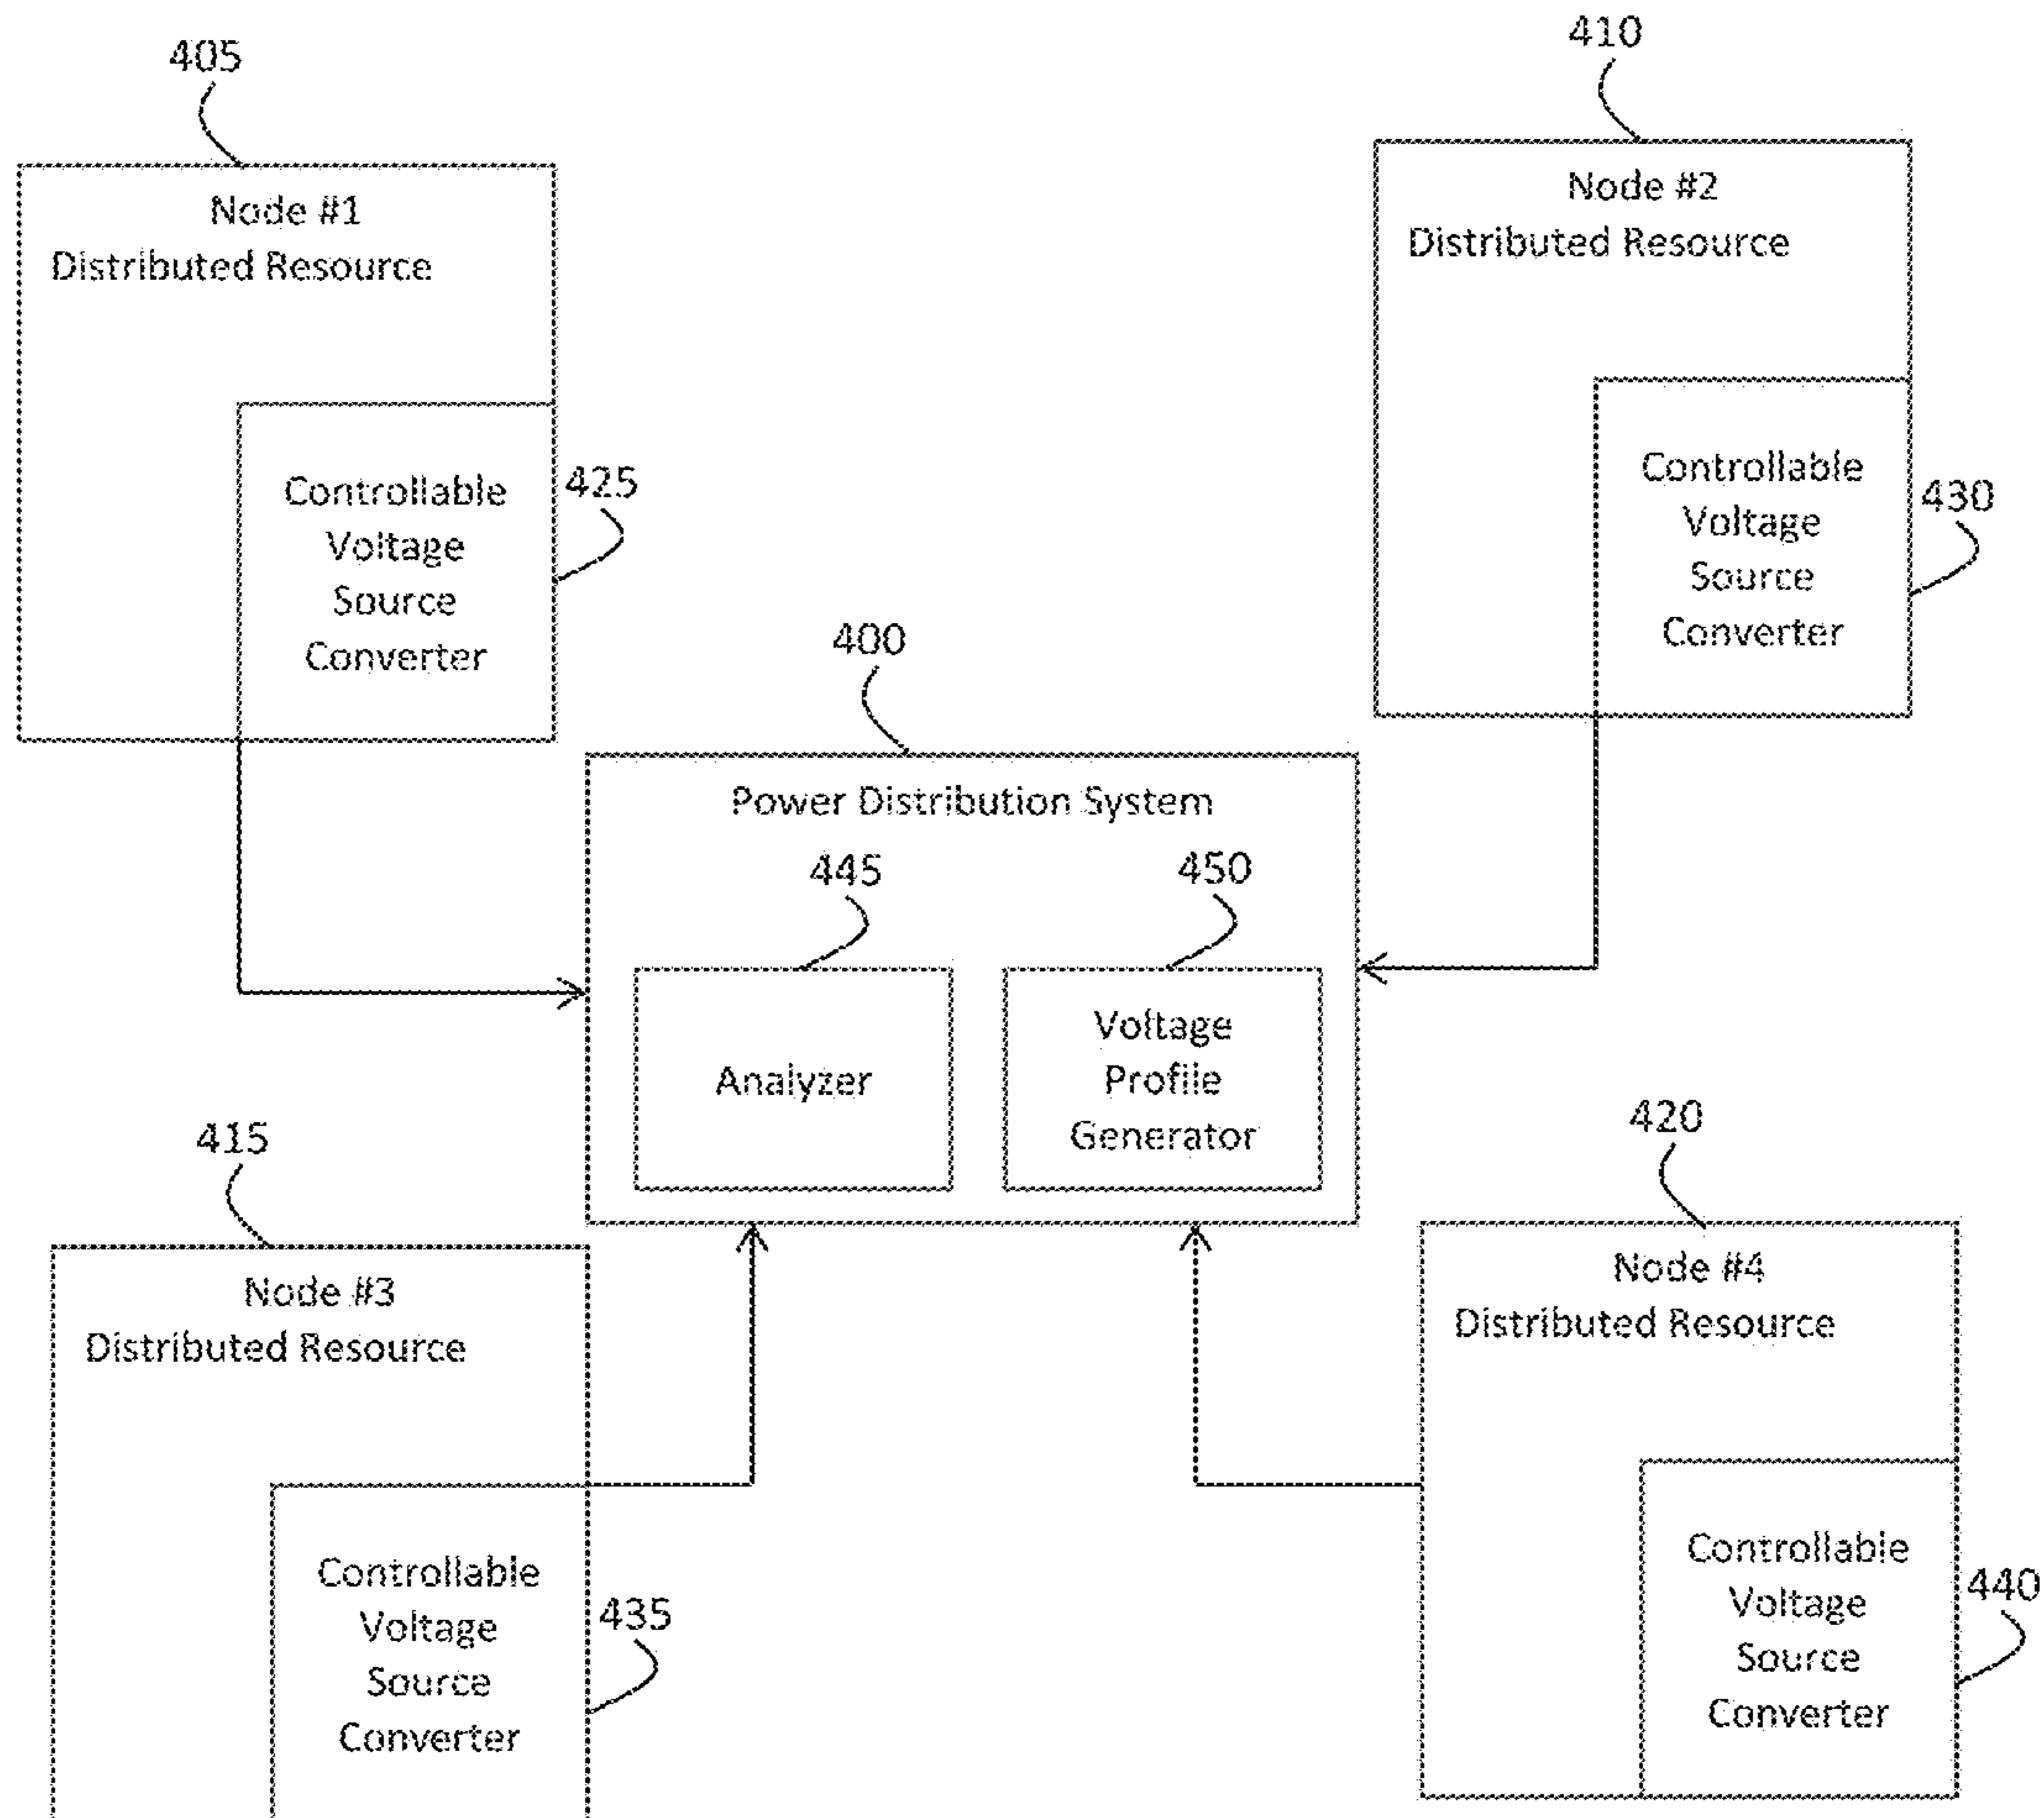 405
Node #1
Distributed Resource
Controllable
Voltage
Source
Converter
425
410
Node #2
Distributed Resource
Controllable
Voltage
Source
Converter
430
400
Power Distribution System
445
Analyzer
450
Voltage
Profile
Generator
415
Node #3
Distributed Resource
Controllable
Voltage
Source
Converter
435
420
Node #4
Distributed Resource
Controllable
Voltage
Source
Converter
440